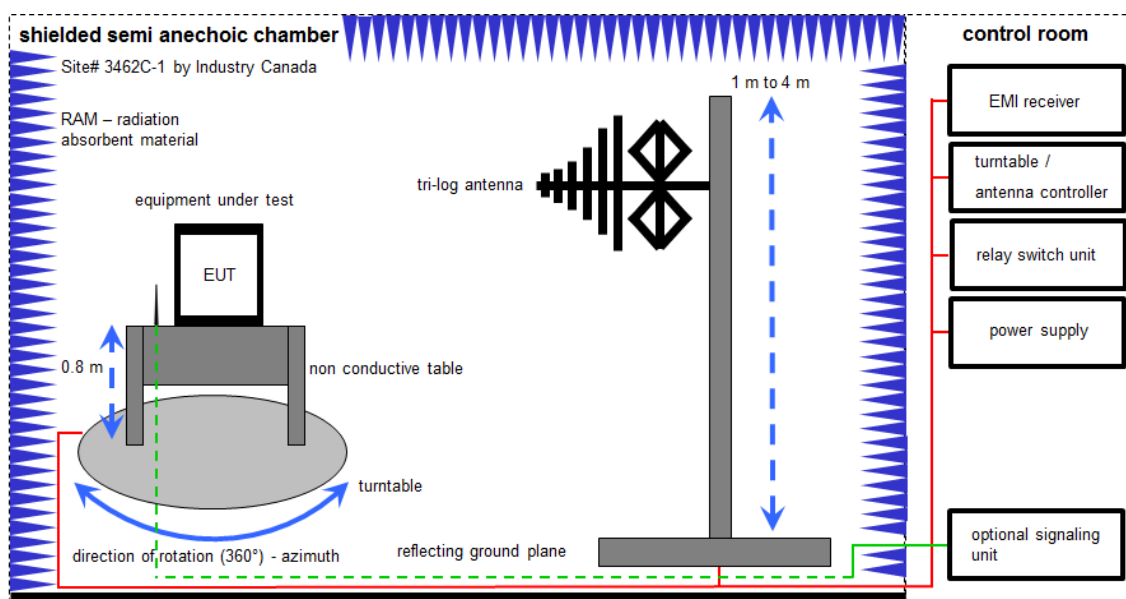 shielded semi anechoic chamber
Site# 3462C-1 by Industry Canada
RAM – radiation
absorbent material
equipment under test
EUT
0.8 m
non conductive table
turntable
direction of rotation (360°) - azimuth
tri-log antenna
1 m to 4 m
reflecting ground plane
control room
EMI receiver
turntable /
antenna controller
relay switch unit
power supply
optional signaling
unit